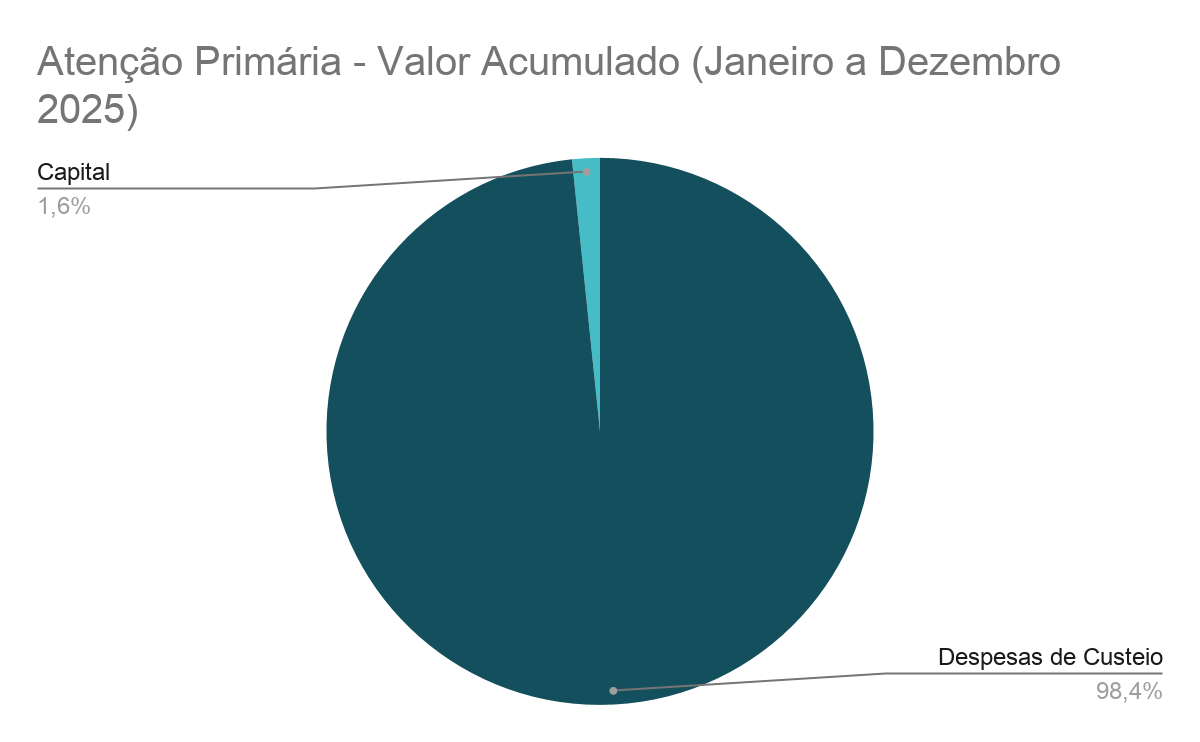 Atenção Primária - Valor Acumulado (Janeiro a Dezembro
2025)
Capital
1,6%
Despesas de Custeio
98,4%